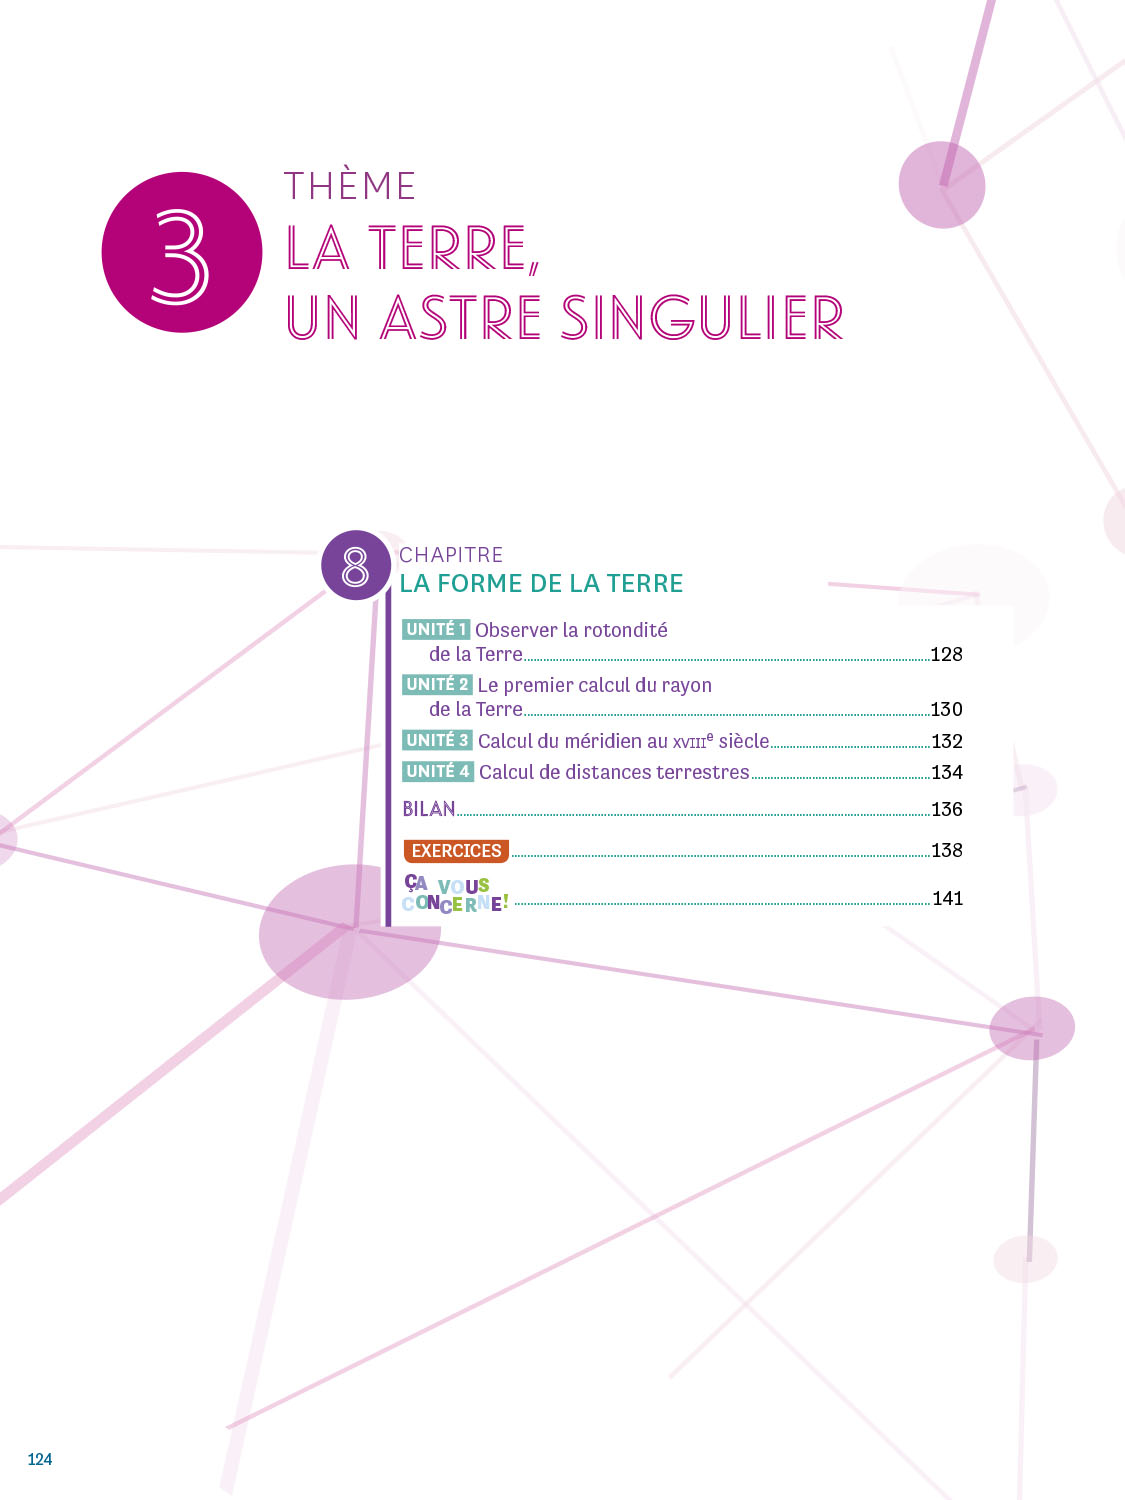 3
THÈME
LA TERRE,
UN ASTRE SINGULIER
8
CHAPITRE
LA FORME DE LA TERRE
UNITÉ 1 Observer la rotondité
de la Terre 128
UNITÉ 2 Le premier calcul du rayon
de la Terre 130
UNITÉ 3 Calcul du méridien au XVIIIe siècle 132
UNITÉ 4 Calcul de distances terrestres 134
BILAN 136
EXERCICES 138
ÇA VOUS
CONCERNE! 141
124